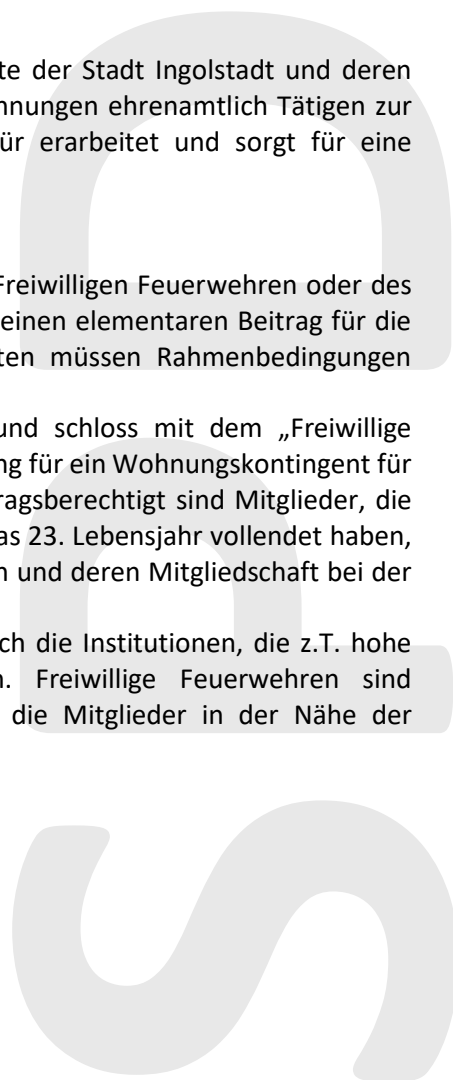 te der Stadt Ingolstadt und deren
hnungen ehrenamtlich Tätigen zur
ür erarbeitet und sorgt für eine
Freiwilligen Feuerwehren oder des
einen elementaren Beitrag für die
ten müssen Rahmenbedingungen
und schloss mit dem „Freiwillige
ng für ein Wohnungskontingent für
ragsberechtigt sind Mitglieder, die
as 23. Lebensjahr vollendet haben,
n und deren Mitgliedschaft bei der
ch die Institutionen, die z.T. hohe
n. Freiwillige Feuerwehren sind
die Mitglieder in der Nähe der
SPD